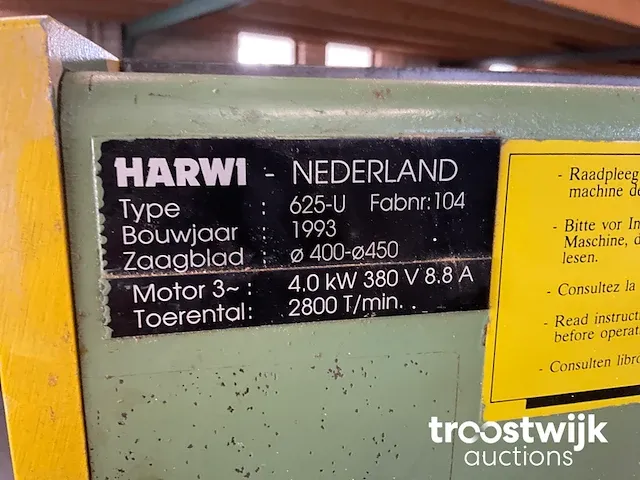 HARWI - NEDERLAND
Type : 625-U Fabnr: 104
Bouwjaar : 1993
Zaagblad : ø 400-ø450
Motor 3~ : 4.0 kW 380 V 8.8 A
Toerental: 2800 T/min.
- Raadpleeg
machine de
- Bitte vor In
Maschine, d
lesen.
- Consultez la
- Read instruct
before operat
- Consulten libro
troostwijk
auctions